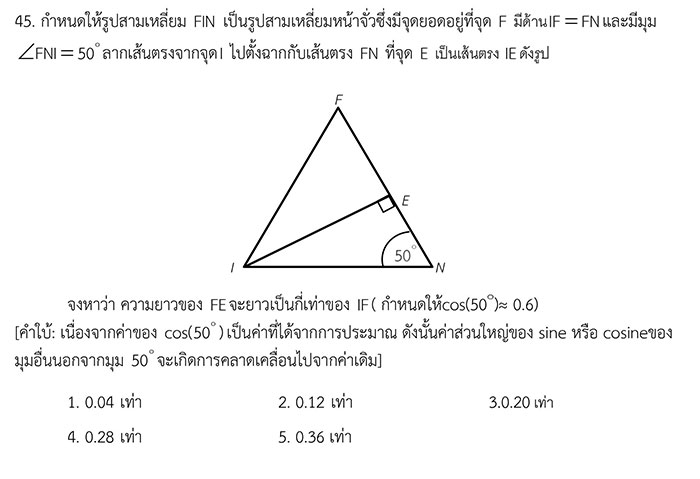 45. กำหนดให้รูปสามเหลี่ยม FIN เป็นรูปสามเหลี่ยมหน้าจั่วซึ่งมีจุดยอดอยู่ที่จุด F มีด้านIF = FN และมีมุม
∠FNI = 50° ลากเส้นตรงจากจุด I ไปตั้งฉากกับเส้นตรง FN ที่จุด E เป็นเส้นตรง IE ดังรูป
F
E
50°
I
N
จงหาว่า ความยาวของ FE จะยาวเป็นกี่เท่าของ IF ( กำหนดให้cos(50°)≈ 0.6)
[คำใบ้: เนื่องจากค่าของ cos(50°) เป็นค่าที่ได้จากการประมาณ ดังนั้นค่าส่วนใหญ่ของ sine หรือ cosineของ
มุมอื่นนอกจากมุม 50° จะเกิดการคลาดเคลื่อนไปจากค่าเดิม]
1. 0.04 เท่า 2. 0.12 เท่า 3.0.20 เท่า
4. 0.28 เท่า 5. 0.36 เท่า